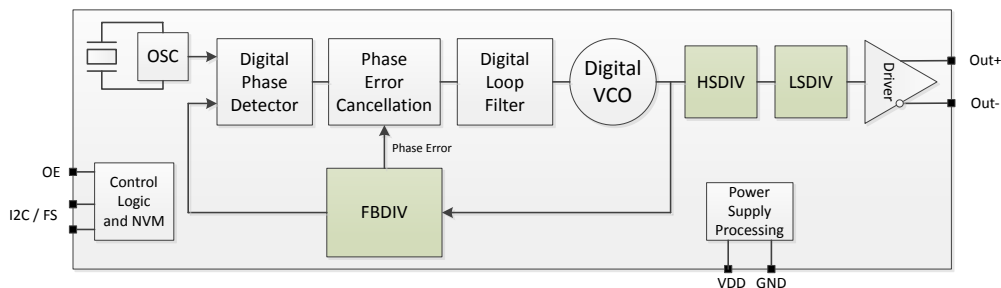 OSC
Digital
Phase
Detector
Phase
Error
Cancellation
Digital
Loop
Filter
Digital
VCO
HSDIV
LSDIV
Driver
Out+
Out-
Phase Error
FBDIV
OE
I2C / FS
Control
Logic
and NVM
Power
Supply
Processing
VDD
GND